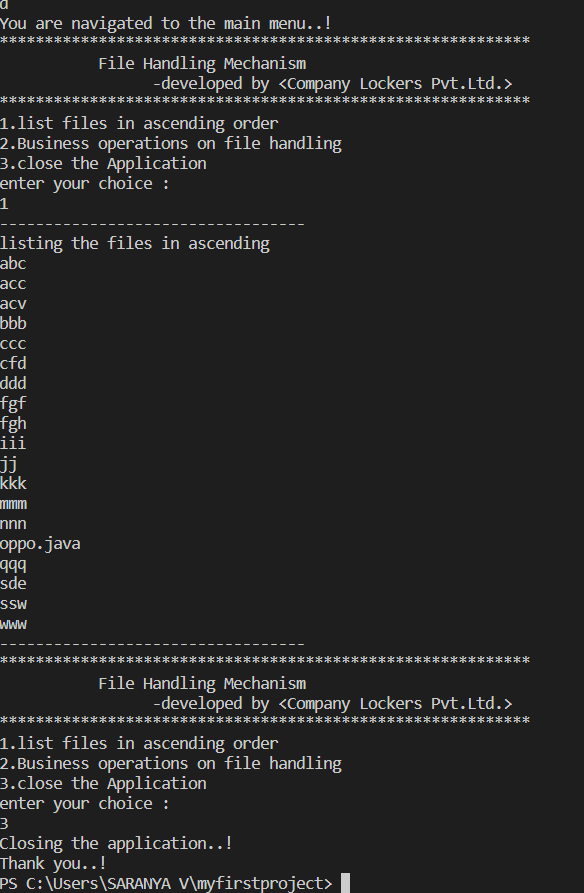 d
You are navigated to the main menu..!
***********************************************************
File Handling Mechanism
-developed by <Company Lockers Pvt.Ltd.>
***********************************************************
1.list files in ascending order
2.Business operations on file handling
3.close the Application
enter your choice :
1
----------------------------------
listing the files in ascending
abc
acc
acv
bbb
ccc
cfd
ddd
fgf
fgh
iii
jj
kkk
mmm
nnn
oppo.java
qqq
sde
ssw
www
----------------------------------
***********************************************************
File Handling Mechanism
-developed by <Company Lockers Pvt.Ltd.>
***********************************************************
1.list files in ascending order
2.Business operations on file handling
3.close the Application
enter your choice :
3
Closing the application..!
Thank you..!
PS C:\Users\SARANYA V\myfirstproject>